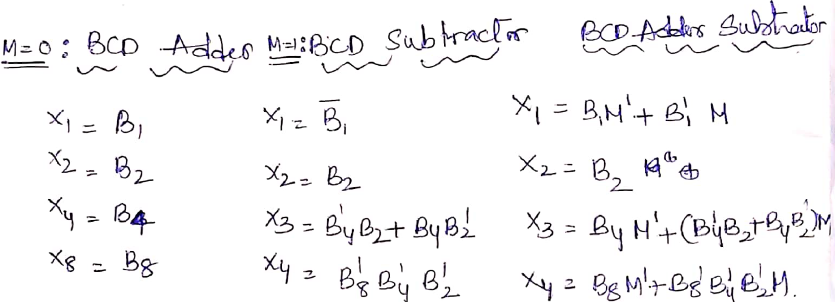 M=0 : BCD Adder M=1: BCD Subtractor BCD Adder Subtractor
X₁ = B₁ X₁ = B̅₁ X₁ = B₁M' + B₁' M
X₂ = B₂ X₂ = B₂ X₂ = B₂
X₄ = B₄ X₃ = B₄'B₂ + B₄B₂' X₃ = B₄ M' + (B₄'B₂ + B₄B₂')M
X₈ = B₈ X₄ = B₈' B₄' B₂' X₄ = B₈ M' + B₈' B₄' B₂' M.